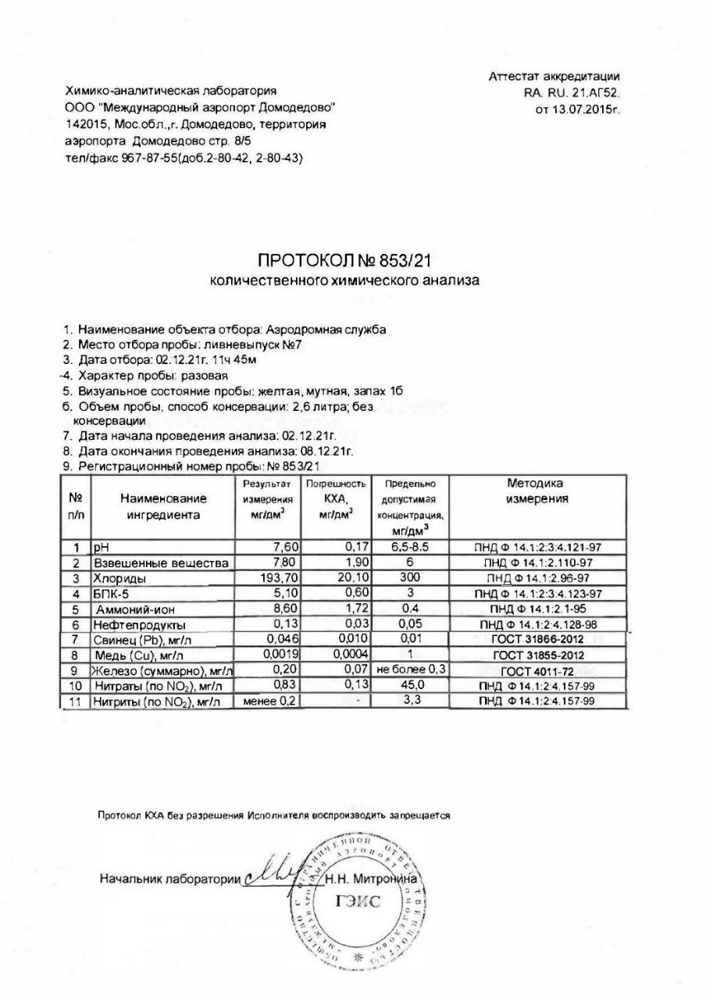 Аттестат аккредитации
RA. RU. 21.АГ52.
от 13.07.2015г.
Химико-аналитическая лаборатория
ООО "Международный аэропорт Домодедово"
142015, Мос.обл.,г. Домодедово, территория
аэропорта Домодедово стр. 8/5
тел/факс 967-87-55(доб.2-80-42, 2-80-43)
ПРОТОКОЛ № 853/21
количественного химического анализа
1. Наименование объекта отбора: Аэродромная служба
2. Место отбора пробы: ливневыпуск №7
3. Дата отбора: 02.12.21г. 11ч 45м
-4. Характер пробы: разовая
5. Визуальное состояние пробы: желтая, мутная, запах 1б
6. Объем пробы, способ консервации: 2,6 литра; без
консервации
7. Дата начала проведения анализа: 02.12.21г.
8. Дата окончания проведения анализа: 08.12.21г.
9. Регистрационный номер пробы: № 853/21
№ п/п Наименование ингредиента Результат измерения мг/дм³ Погрешность КХА, мг/дм³ Предельно допустимая концентрация, мг/дм³ Методика измерения
1 pH 7,60 0,17 6,5-8.5 ПНД Ф 14.1:2:3:4.121-97
2 Взвешенные вещества 7,80 1,90 6 ПНД Ф 14.1:2.110-97
3 Хлориды 193,70 20,10 300 ПНД Ф 14.1:2.96-97
4 БПК-5 5,10 0,60 3 ПНД Ф 14.1:2:3:4.123-97
5 Аммоний-ион 8,60 1,72 0.4 ПНД Ф 14.1:2.1-95
6 Нефтепродукты 0,13 0,03 0,05 ПНД Ф 14.1:2:4.128-98
7 Свинец (Pb), мг/л 0,046 0,010 0,01 ГОСТ 31866-2012
8 Медь (Cu), мг/л 0,0019 0,0004 1 ГОСТ 31855-2012
9 Железо (суммарно), мг/л 0,20 0,07 не более 0,3 ГОСТ 4011-72
10 Нитраты (по NO₂), мг/л 0,83 0,13 45,0 ПНД Ф 14.1:2:4.157-99
11 Нитриты (по NO₂), мг/л менее 0,2 - 3,3 ПНД Ф 14.1:2:4.157-99
Протокол КХА без разрешения Исполнителя воспроизводить запрещается
Начальник лаборатории Н.Н. Митронина
ГЭИС
ОБЩЕСТВО С ОГРАНИЧЕННОЙ ОТВЕТСТВЕННОСТЬЮ
"МЕЖДУНАРОДНЫЙ АЭРОПОРТ ДОМОДЕДОВО"